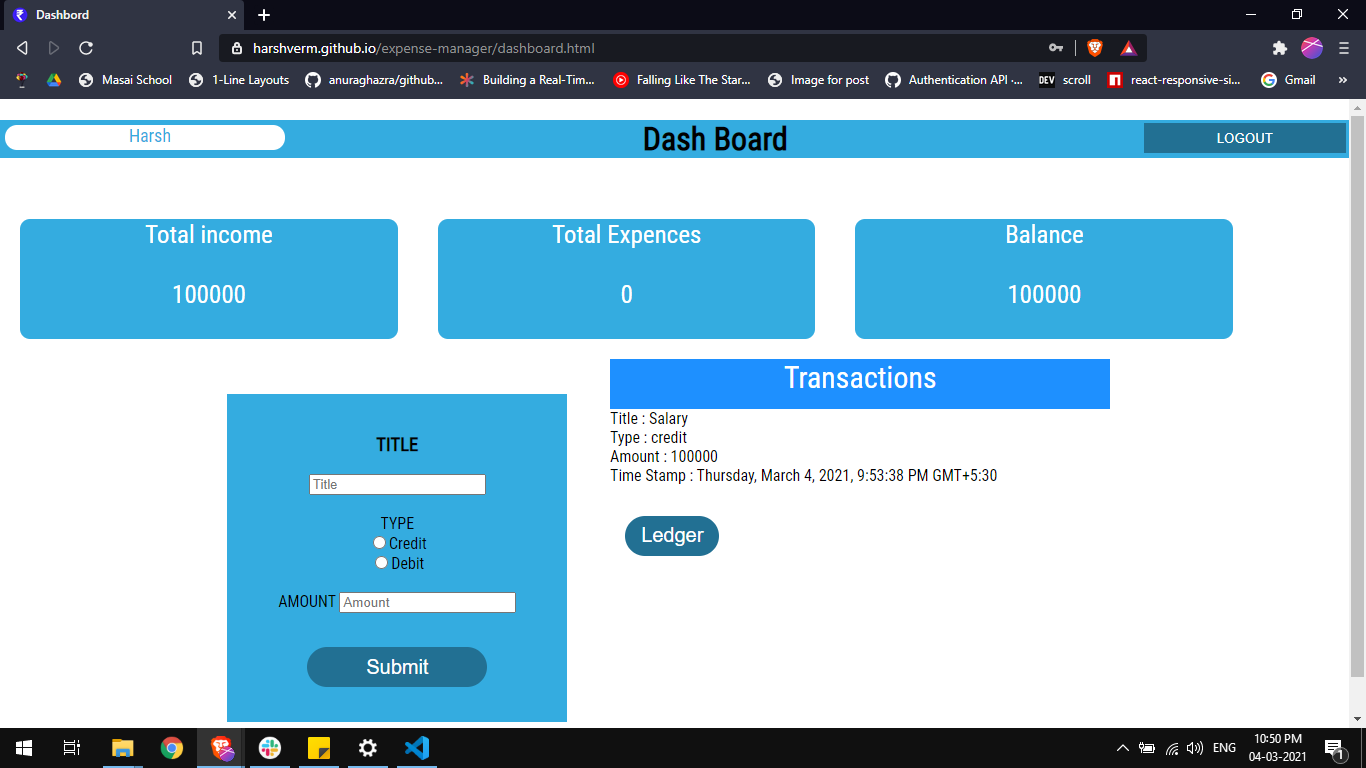 Dashbord
harshverm.github.io/expense-manager/dashboard.html
Masai School
1-Line Layouts
anuraghazra/github...
Building a Real-Tim...
Falling Like The Star...
Image for post
Authentication API ·...
DEV scroll
react-responsive-si...
Gmail
Harsh
Dash Board
LOGOUT
Total income
100000
Total Expences
0
Balance
100000
Transactions
Title : Salary
Type : credit
Amount : 100000
Time Stamp : Thursday, March 4, 2021, 9:53:38 PM GMT+5:30
Ledger
TITLE
Title
TYPE
Credit
Debit
AMOUNT Amount
Submit
ENG
10:50 PM
04-03-2021
1